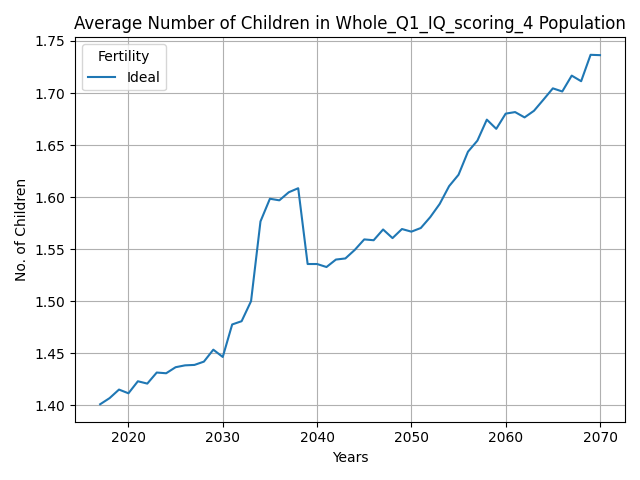 Average Number of Children in Whole_Q1_IQ_scoring_4 Population
Fertility
Ideal
No. of Children
1.75
1.70
1.65
1.60
1.55
1.50
1.45
1.40
2020 2030 2040 2050 2060 2070
Years